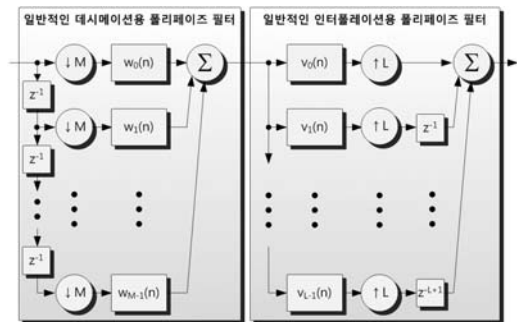 일반적인 데시메이션용 폴리페이즈 필터
↓ M
w₀(n)
Σ
z⁻¹
↓ M
w₁(n)
z⁻¹
z⁻¹
↓ M
w_M-1(n)
일반적인 인터폴레이션용 폴리페이즈 필터
v₀(n)
↑ L
Σ
v₁(n)
↑ L
z⁻¹
v_L-1(n)
↑ L
z⁻ᴸ⁺¹